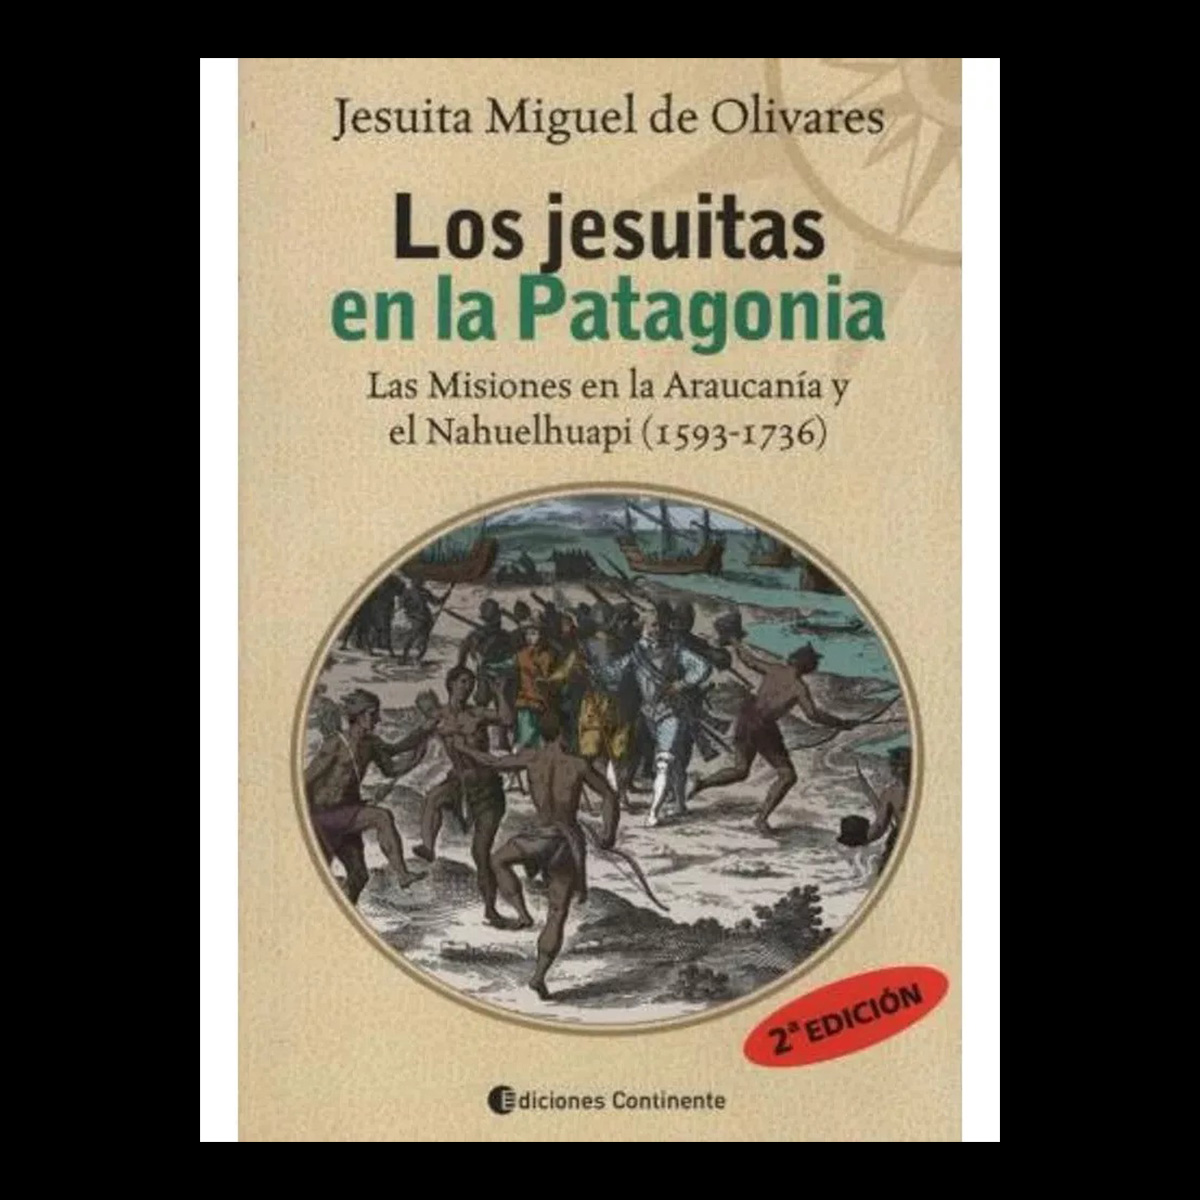 Jesuita Miguel de Olivares
Los jesuitas
en la Patagonia
Las Misiones en la Araucanía y
el Nahuelhuapi (1593-1736)
2ª EDICIÓN
Ediciones Continente